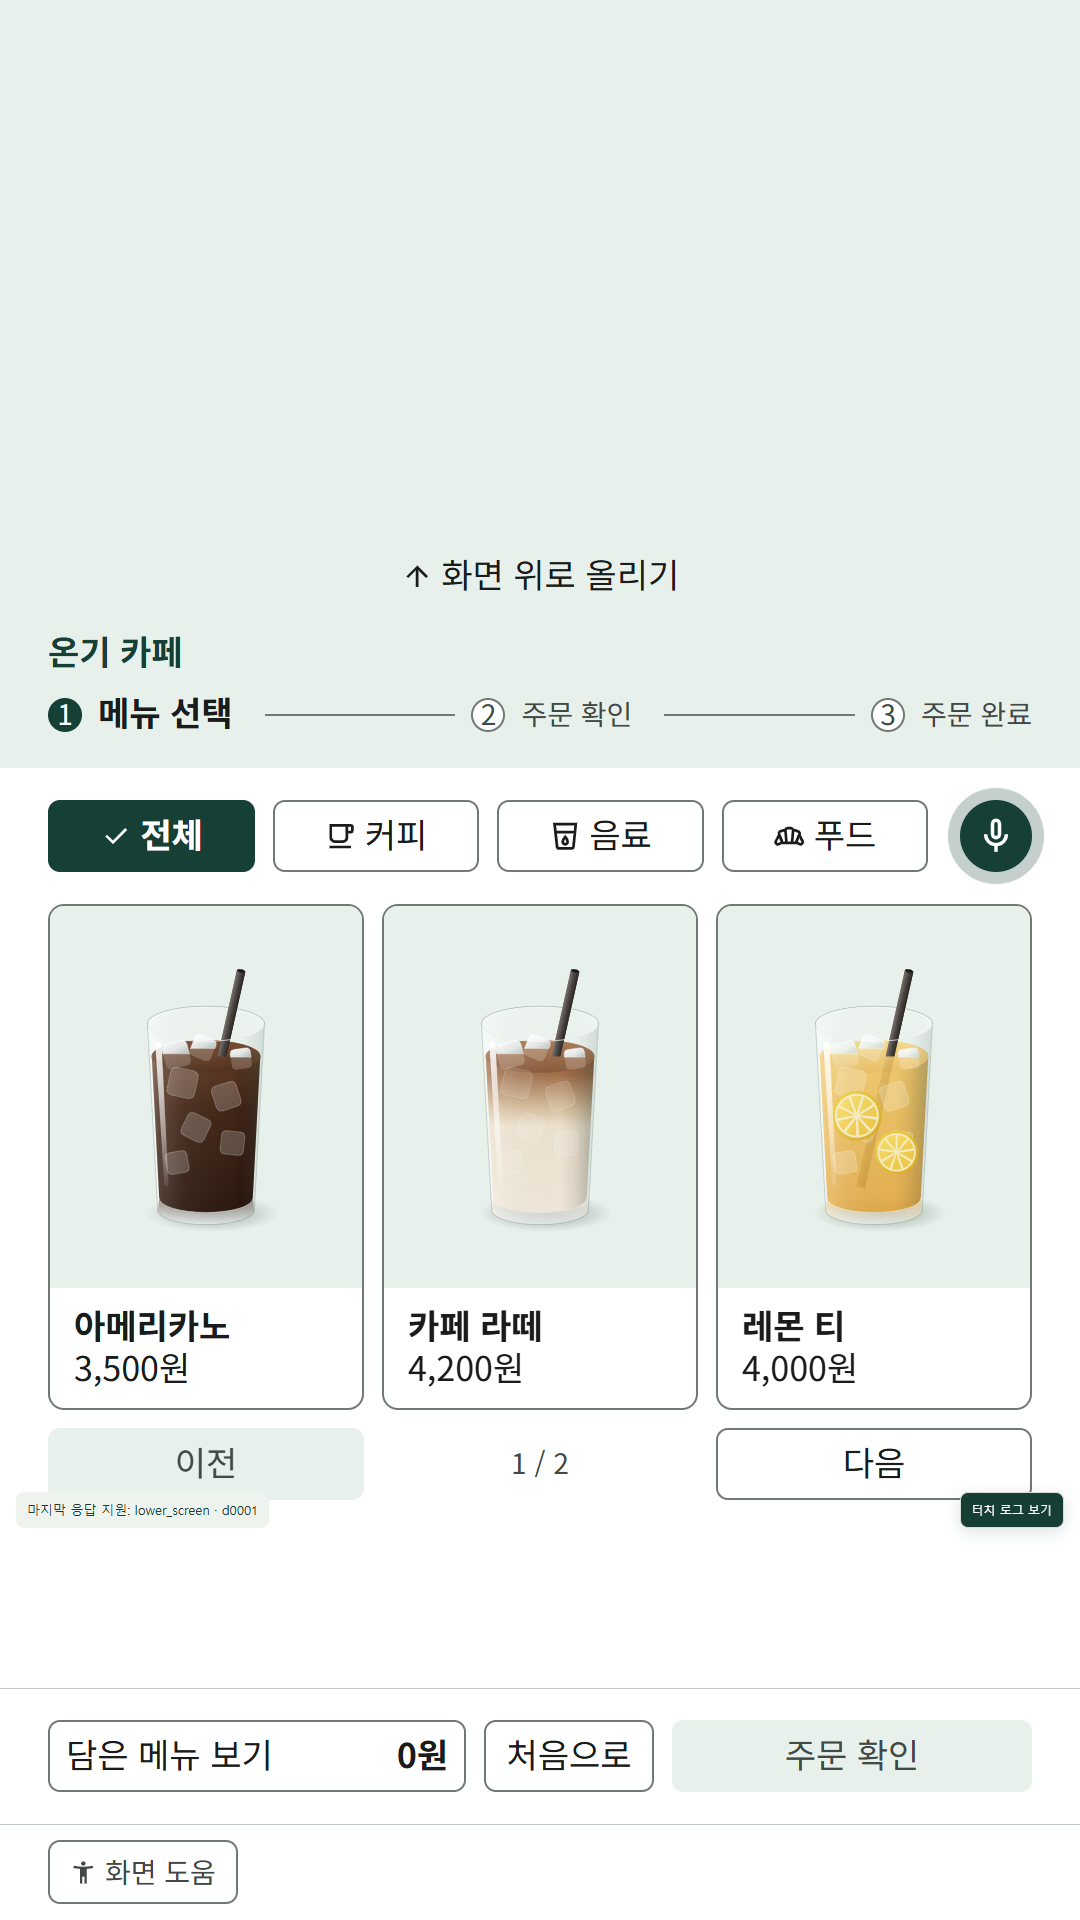 화면 위로 올리기
온기 카페
1 메뉴 선택 2 주문 확인 3 주문 완료
전체 커피 음료 푸드
아메리카노 카페 라떼 레몬 티
3,500원 4,200원 4,000원
이전 1 / 2 다음
마지막 응답 지원: lower_screen · d0001 터치 로그 보기
담은 메뉴 보기 0원 처음으로 주문 확인
화면 도움